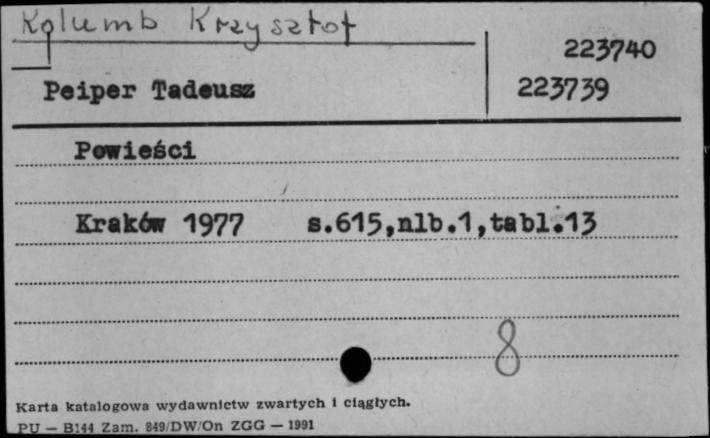 Kolumb Krzysztof
223740
Peiper Tadeusz
223739
Powieści
Kraków 1977 s.615,nlb.1,tabl.13
8
Karta katalogowa wydawnictw zwartych i ciągłych.
PU — B144 Zam. 849/DW/On ZGG — 1991